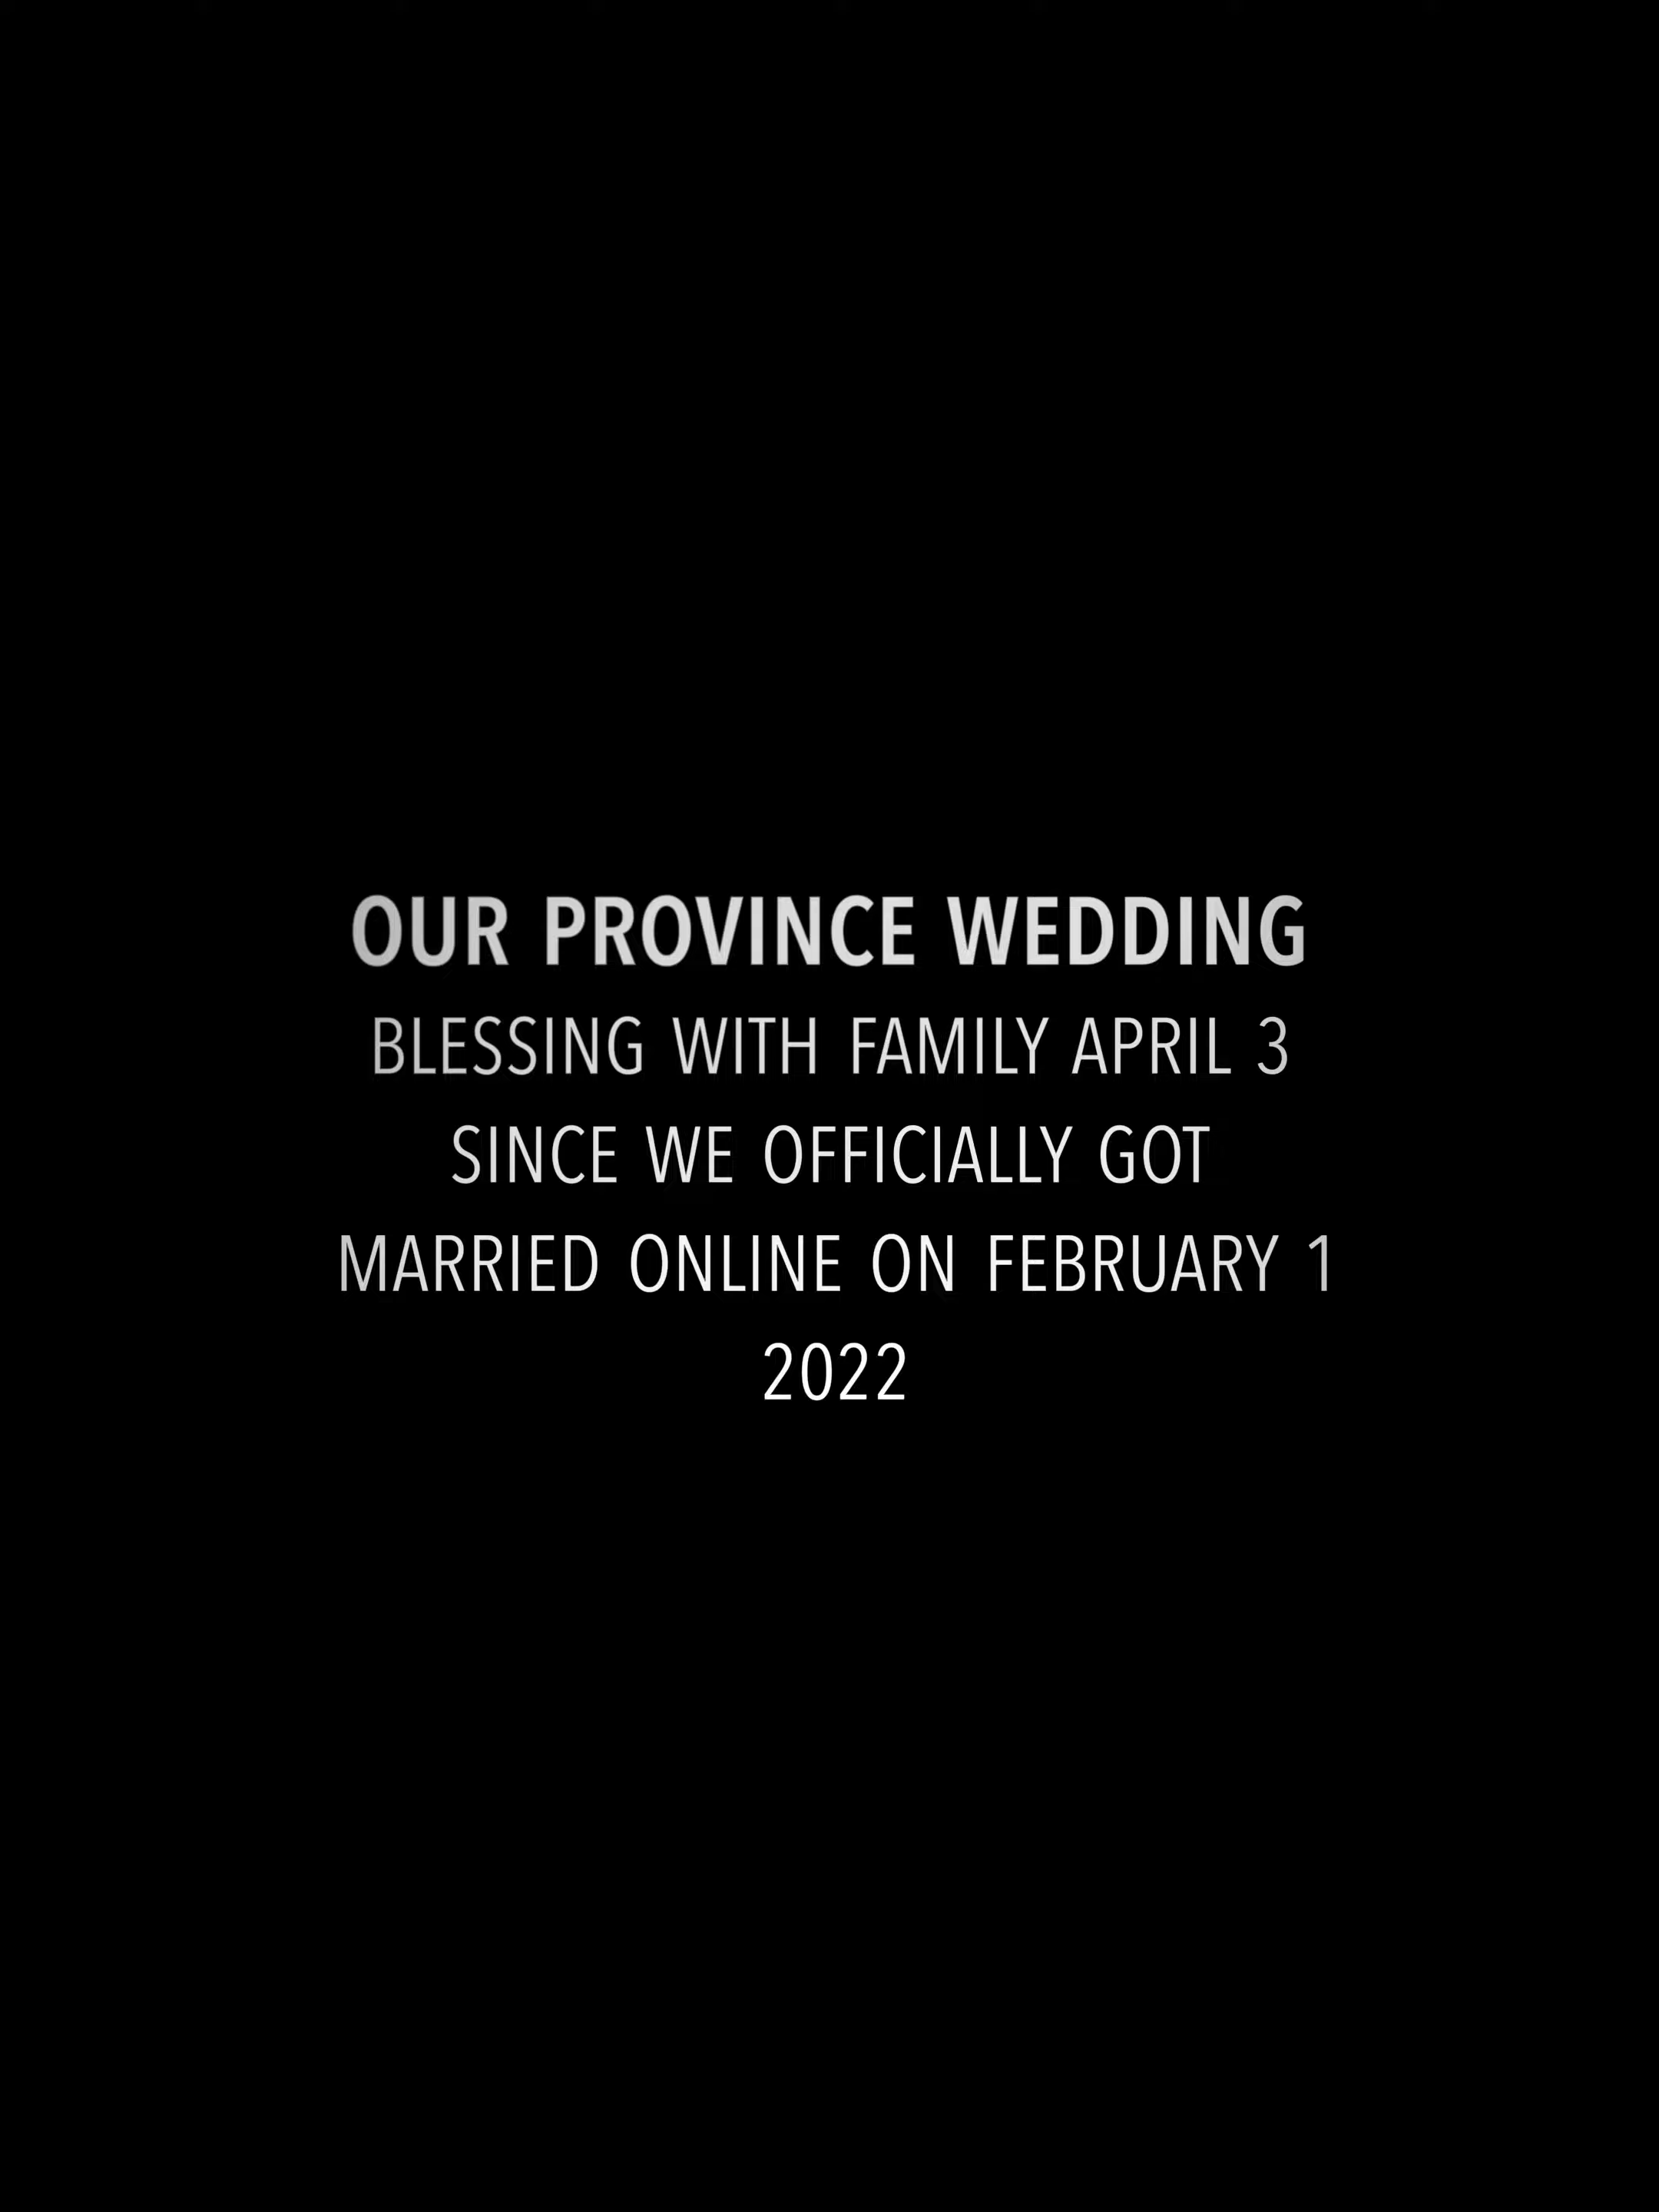 OUR PROVINCE WEDDING
BLESSING WITH FAMILY APRIL 3
SINCE WE OFFICIALLY GOT
MARRIED ONLINE ON FEBRUARY 1
2022